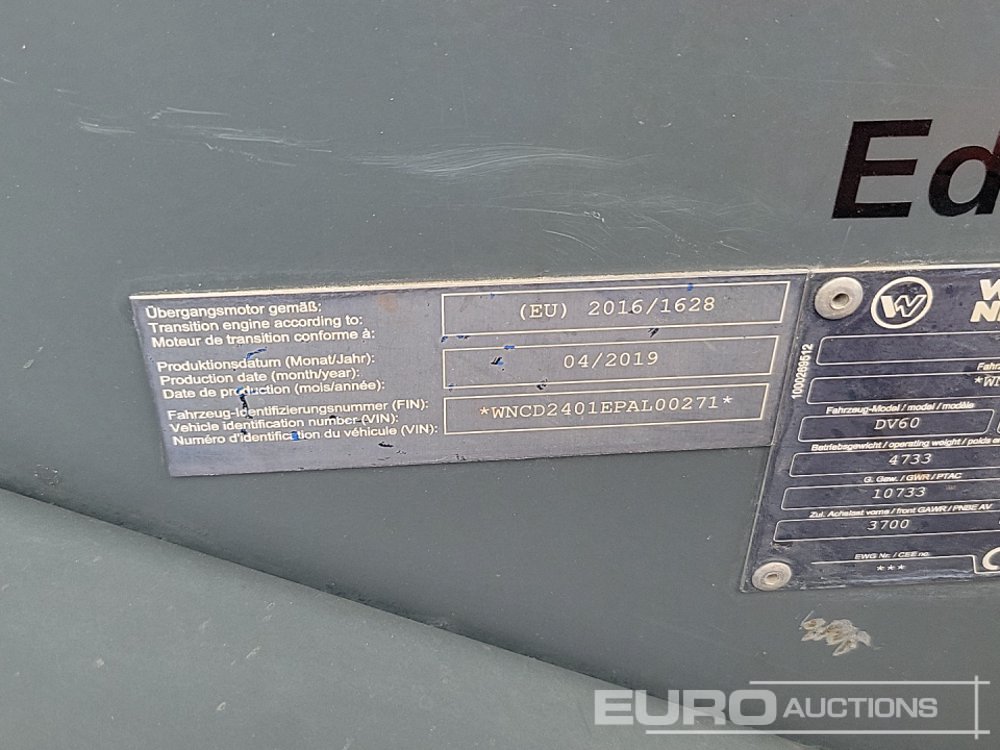 Ed
Übergangsmotor gemäß:
Transition engine according to:
Moteur de transition conforme à:
(EU) 2016/1628
Produktionsdatum (Monat/Jahr):
Production date (month/year):
Date de production (mois/année):
04/2019
Fahrzeug-Identifizierungsnummer (FIN):
Vehicle identification number (VIN):
Numéro d'identification du véhicule (VIN):
*WNCD2401EPAL00271*
1000269612
W
N
Fahrz
*WN
Fahrzeug-Model / model / modèle
DV60
Betriebsgewicht / operating weight / poids e
4733
G. Gew. / GWR / PTAC
10733
Zul. Achslast vorne / front GAWR / PNBE AV
3700
EWG Nr. / CEE no.
***
EURO AUCTIONS